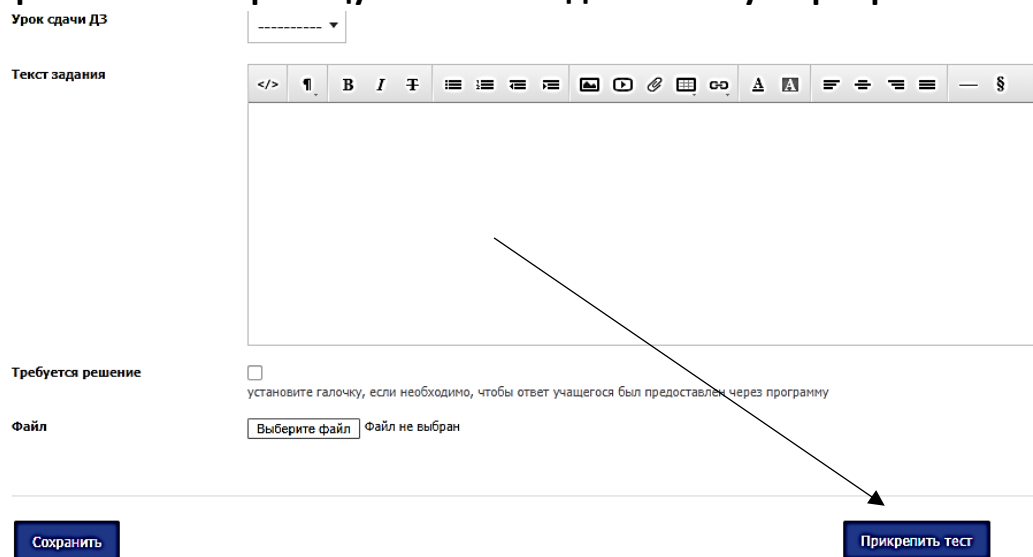 Урок сдачи ДЗ
----------
Текст задания
</> ¶ B I T A A — §
Требуется решение
установите галочку, если необходимо, чтобы ответ учащегося был предоставлен через программу
Файл
Выберите файл Файл не выбран
Сохранить
Прикрепить тест